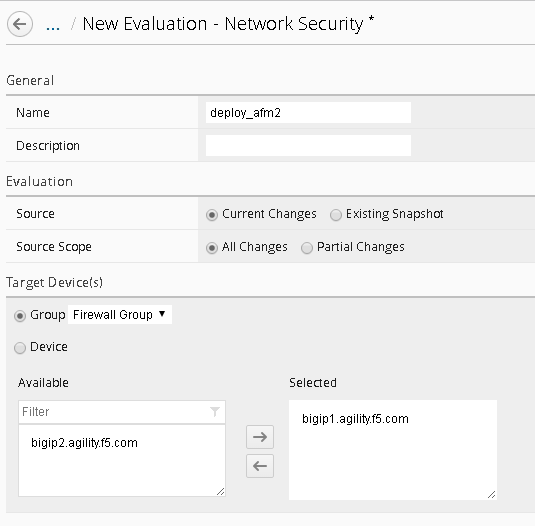 ... / New Evaluation - Network Security *
General
Name deploy_afm2
Description
Evaluation
Source Current Changes Existing Snapshot
Source Scope All Changes Partial Changes
Target Device(s)
Group Firewall Group
Device
Available Selected
Filter
bigip1.agility.f5.com
bigip2.agility.f5.com